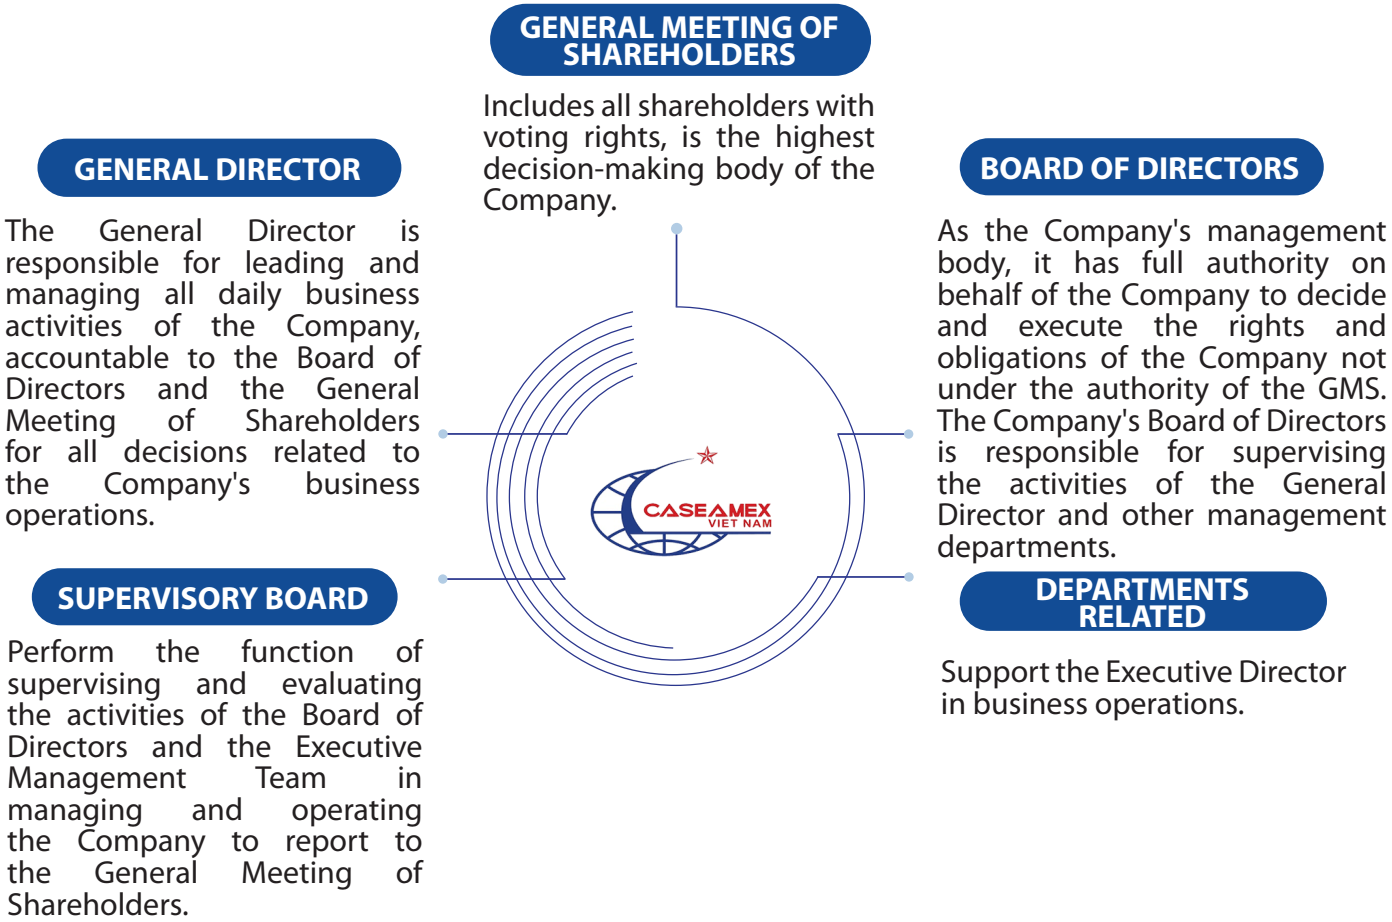 GENERAL MEETING OF
SHAREHOLDERS
Includes all shareholders with
voting rights, is the highest
decision-making body of the
Company.
GENERAL DIRECTOR
The General Director is
responsible for leading and
managing all daily business
activities of the Company,
accountable to the Board of
Directors and the General
Meeting of Shareholders
for all decisions related to
the Company's business
operations.
BOARD OF DIRECTORS
As the Company's management
body, it has full authority on
behalf of the Company to decide
and execute the rights and
obligations of the Company not
under the authority of the GMS.
The Company's Board of Directors
is responsible for supervising
the activities of the General
Director and other management
departments.
CASEAMEX
VIET NAM
SUPERVISORY BOARD
Perform the function of
supervising and evaluating
the activities of the Board of
Directors and the Executive
Management Team in
managing and operating
the Company to report to
the General Meeting of
Shareholders.
DEPARTMENTS
RELATED
Support the Executive Director
in business operations.